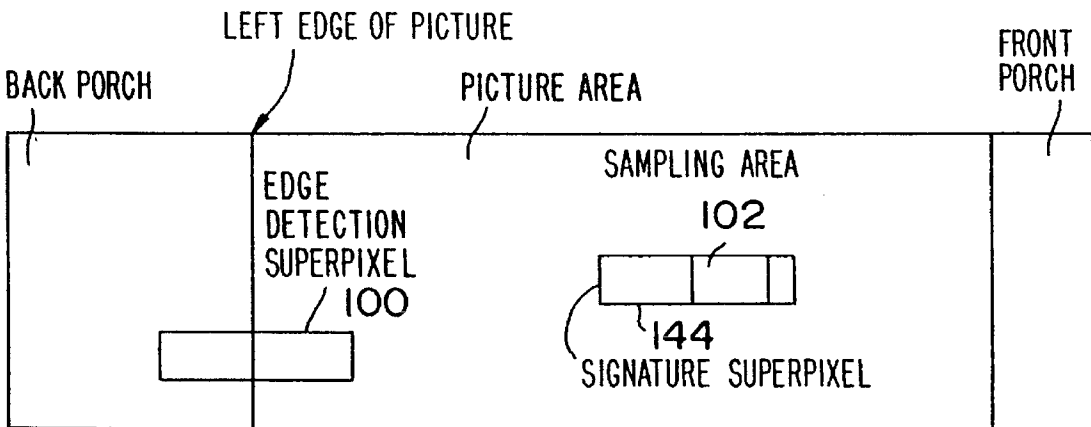 LEFT EDGE OF PICTURE
FRONT
PORCH
BACK PORCH
PICTURE AREA
SAMPLING AREA
EDGE
DETECTION
SUPERPIXEL
100
102
144
SIGNATURE SUPERPIXEL